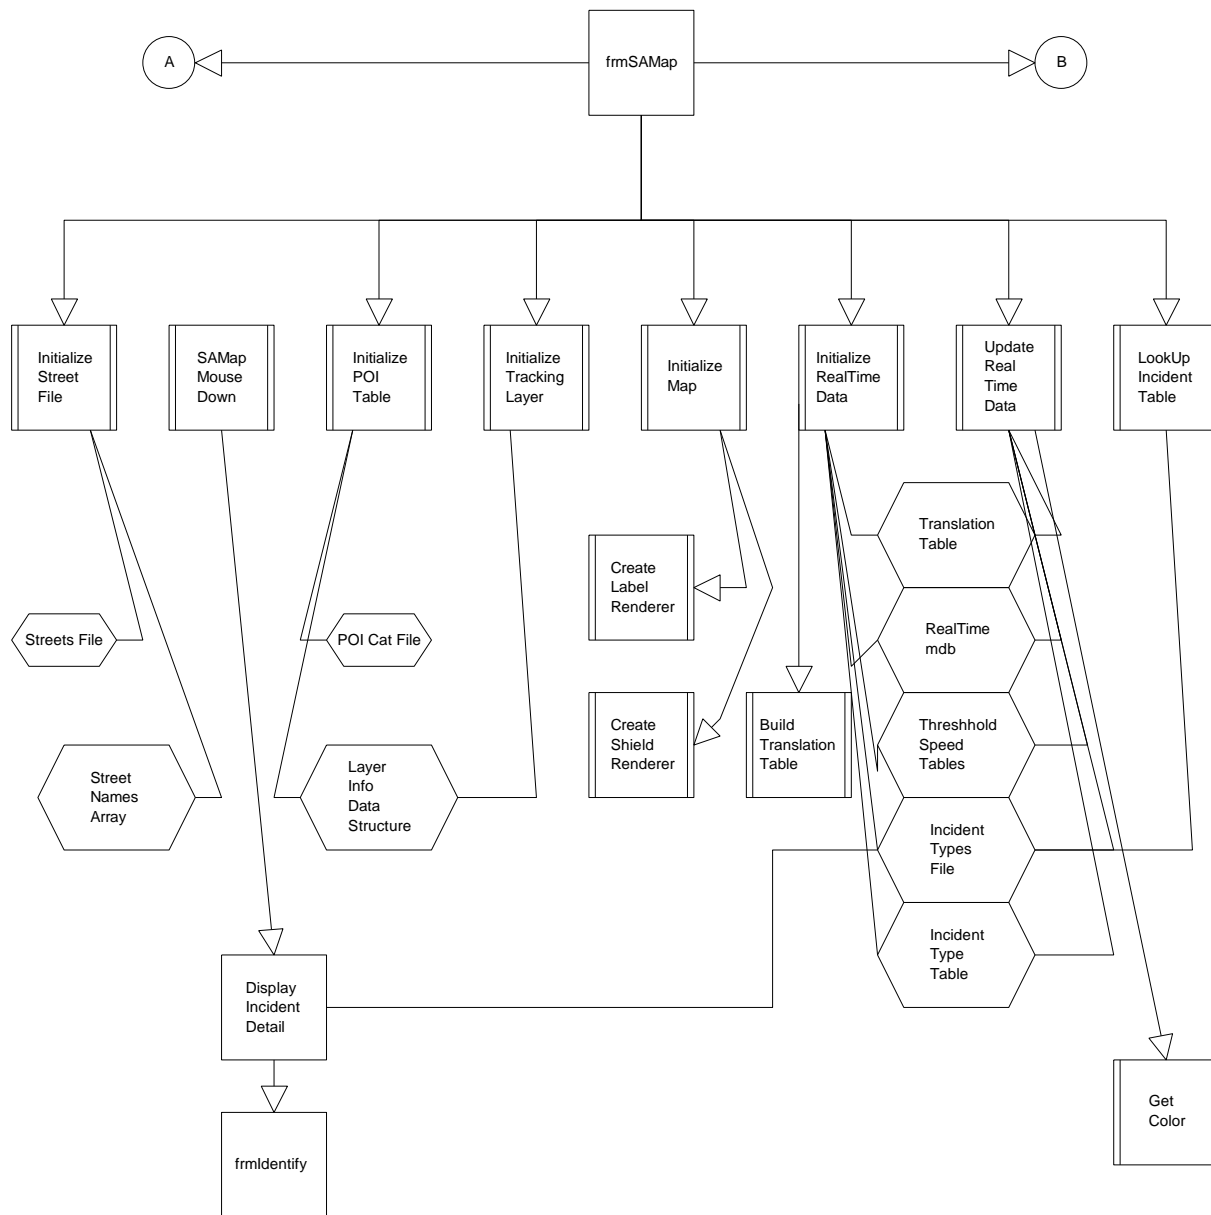 A
frmSAMap
B
Initialize
Street
File
SAMap
Mouse
Down
Initialize
POI
Table
Initialize
Tracking
Layer
Initialize
Map
Initialize
RealTime
Data
Update
Real
Time
Data
LookUp
Incident
Table
Translation
Table
Create
Label
Renderer
Streets File
POI Cat File
RealTime
mdb
Create
Shield
Renderer
Build
Translation
Table
Threshhold
Speed
Tables
Street
Names
Array
Layer
Info
Data
Structure
Incident
Types
File
Incident
Type
Table
Display
Incident
Detail
Get
Color
frmIdentify